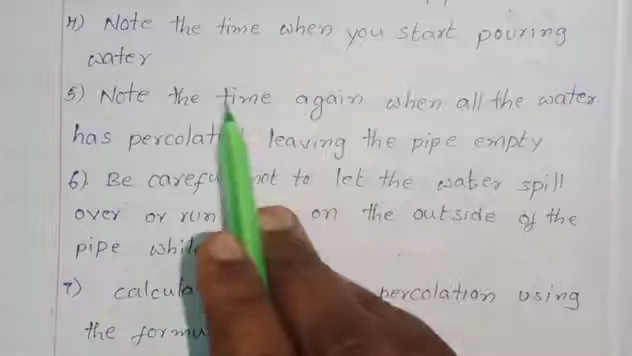 4) Note the time when you start pouring
water
5) Note the time again when all the water
has percolat leaving the pipe empty
6) Be caref not to let the water spill
over or run on the outside of the
pipe whil
7) calcula percolation using
the formu